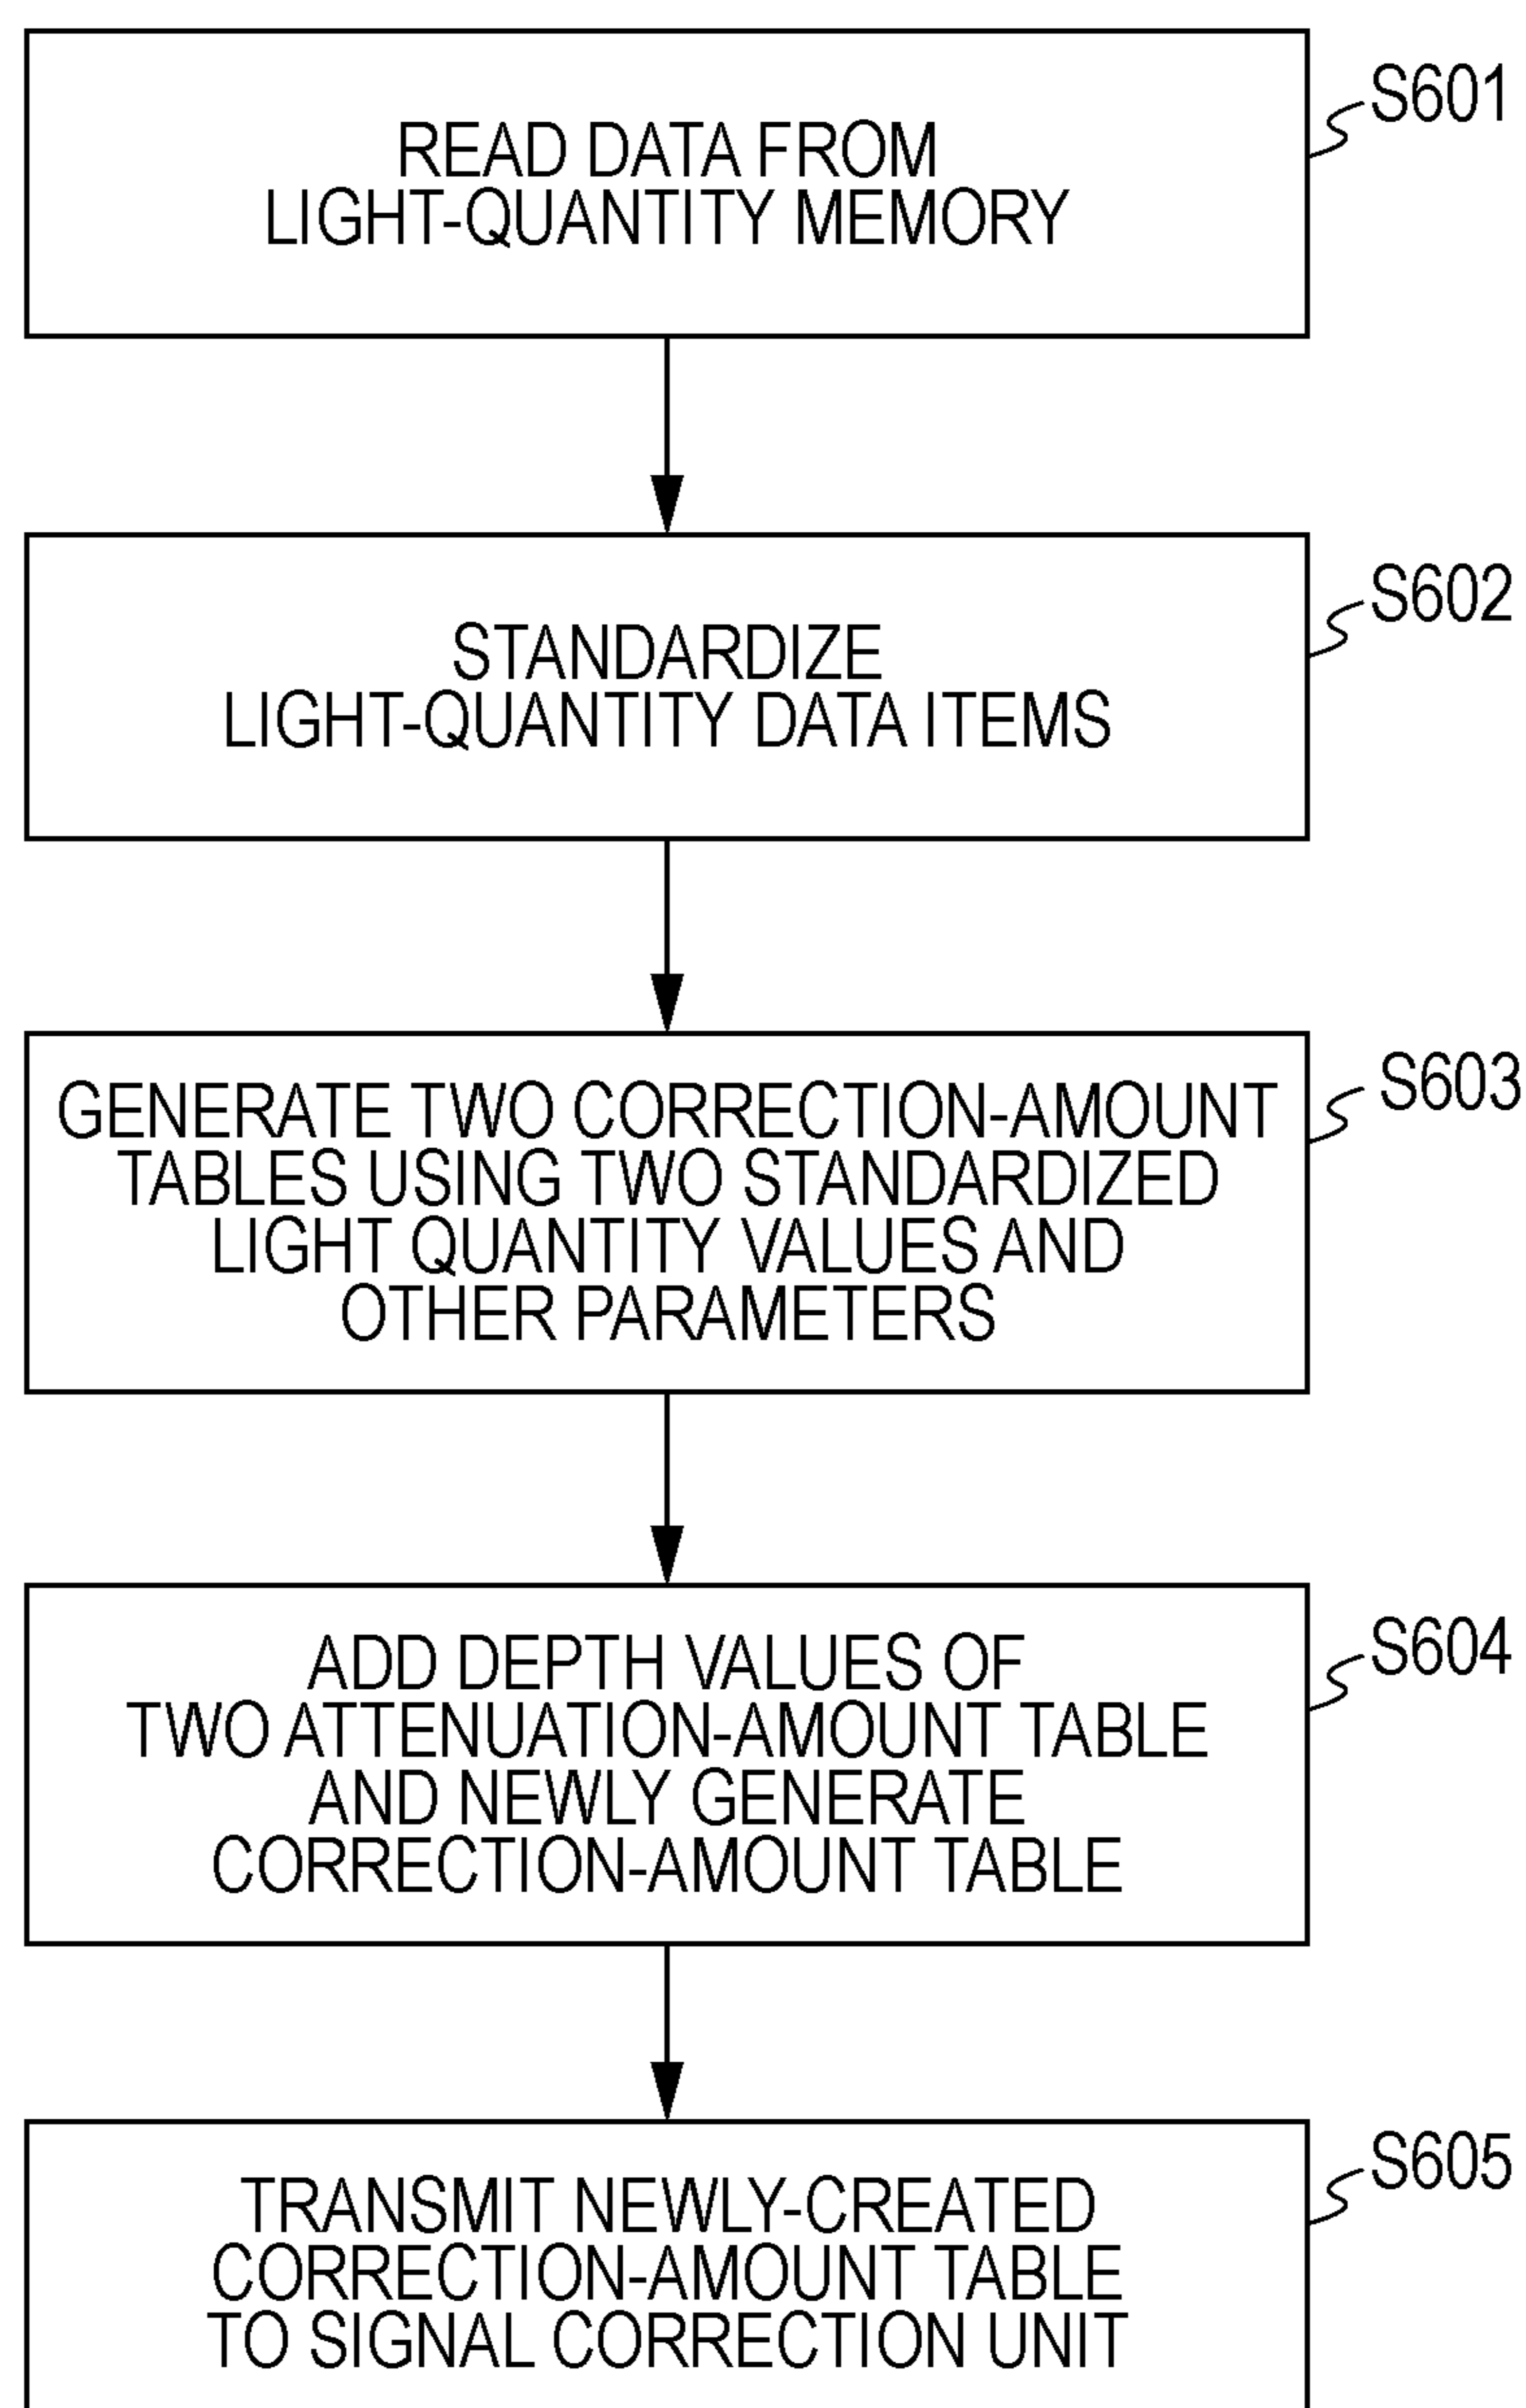 READ DATA FROM
LIGHT-QUANTITY MEMORY
S601
STANDARDIZE
LIGHT-QUANTITY DATA ITEMS
S602
GENERATE TWO CORRECTION-AMOUNT
TABLES USING TWO STANDARDIZED
LIGHT QUANTITY VALUES AND
OTHER PARAMETERS
S603
ADD DEPTH VALUES OF
TWO ATTENUATION-AMOUNT TABLE
AND NEWLY GENERATE
CORRECTION-AMOUNT TABLE
S604
TRANSMIT NEWLY-CREATED
CORRECTION-AMOUNT TABLE
TO SIGNAL CORRECTION UNIT
S605